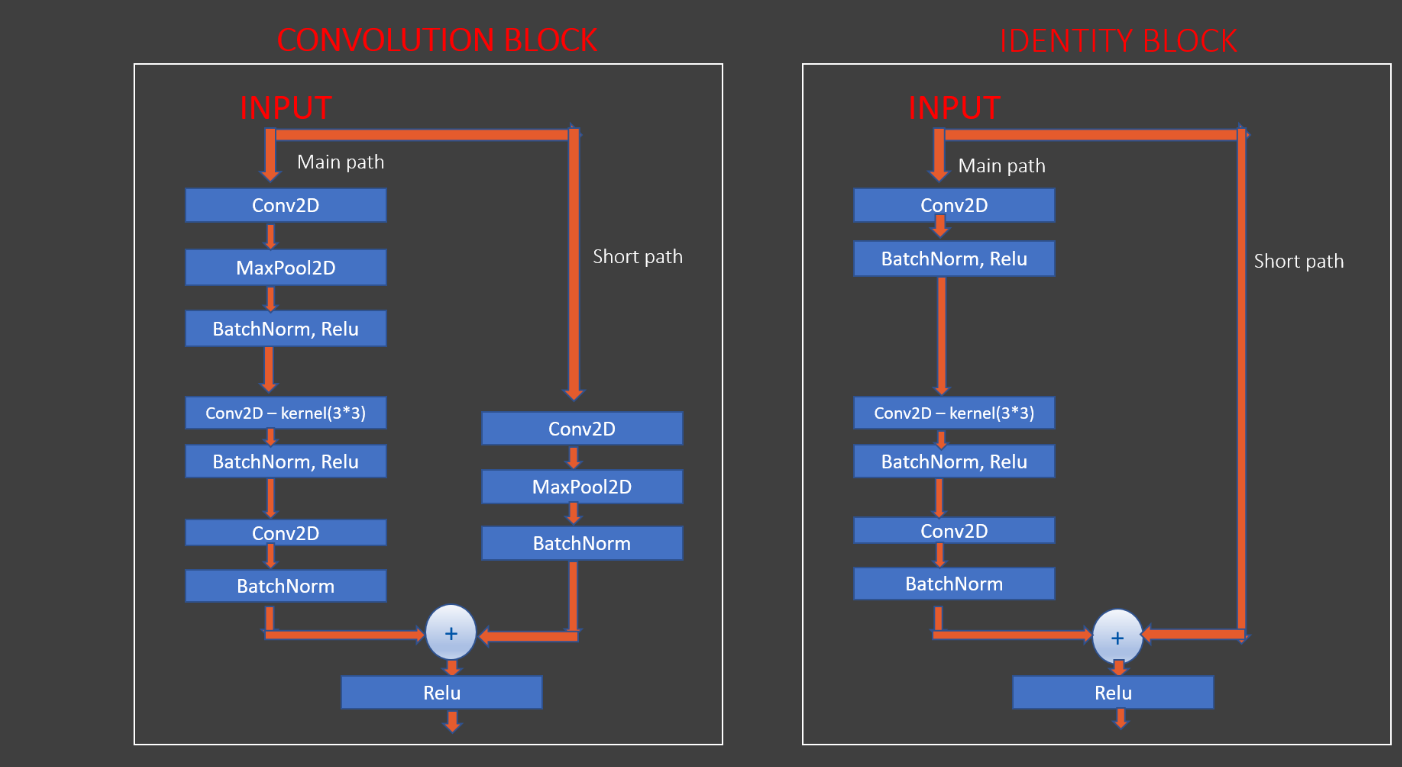 CONVOLUTION BLOCK
INPUT
Main path
Conv2D
MaxPool2D
BatchNorm, Relu
Conv2D – kernel(3*3)
BatchNorm, Relu
Conv2D
BatchNorm
Short path
Conv2D
MaxPool2D
BatchNorm
+
Relu
IDENTITY BLOCK
INPUT
Main path
Conv2D
BatchNorm, Relu
Conv2D – kernel(3*3)
BatchNorm, Relu
Conv2D
BatchNorm
Short path
+
Relu